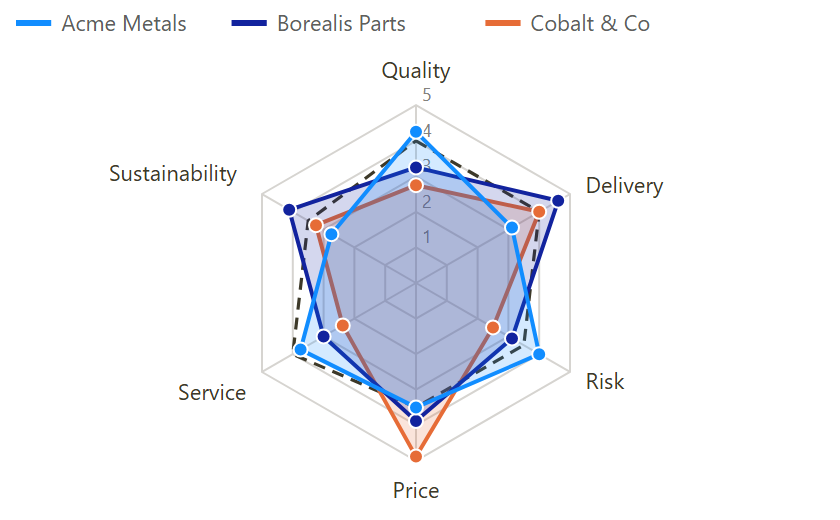 Acme Metals Borealis Parts Cobalt & Co
Quality
5
4
3
2
1
Sustainability
Delivery
Service
Risk
Price